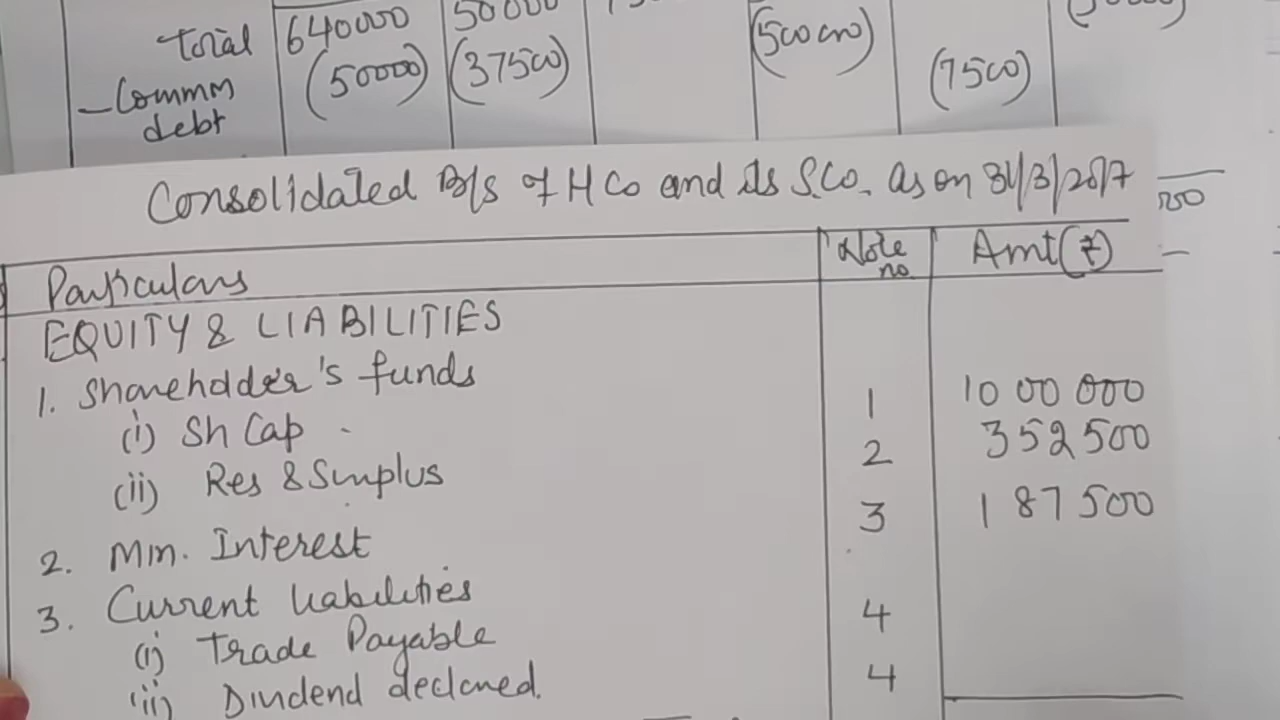 Total 640000 50000
(50000) (37500) (500000) (7500)
-Commm
debt
Consolidated B/s of H Co and its S.Co. as on 31/3/2017
Particulars Note no. Amt(₹)
EQUITY & LIABILITIES
1. Shareholder's funds
(i) Sh Cap 1 10 00 000
(ii) Res & Surplus 2 352500
2. Min. Interest 3 187500
3. Current liabilities
(i) Trade Payable 4
(ii) Dividend declared. 4